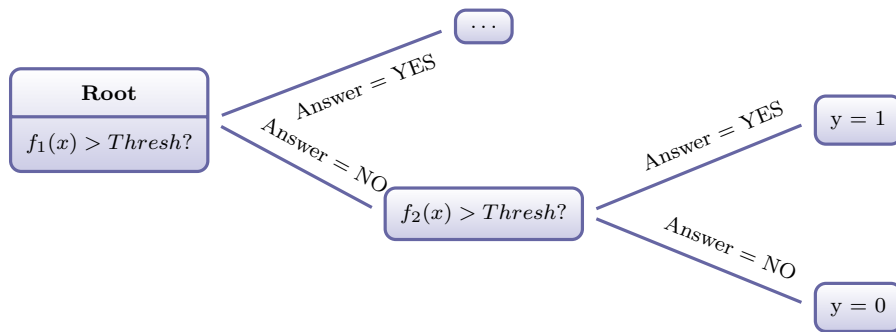 Root
f₁(x) > Thresh?
Answer = YES
· · ·
Answer = NO
f₂(x) > Thresh?
Answer = YES
y = 1
Answer = NO
y = 0